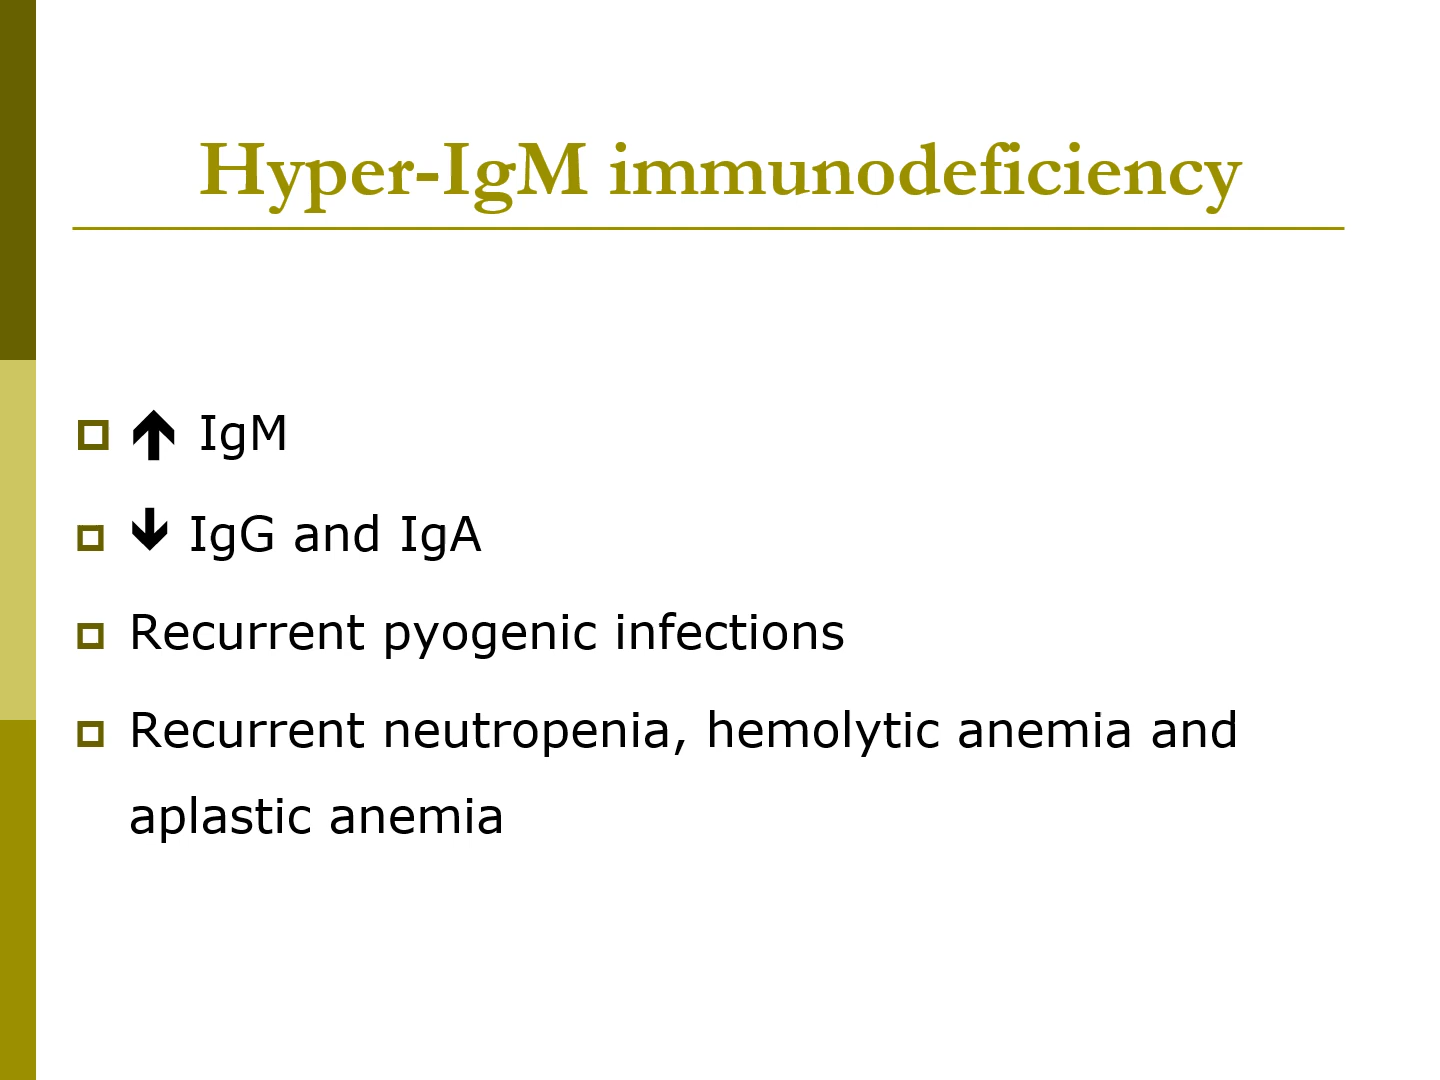 Hyper-IgM immunodeficiency
🡹 IgM
🡻 IgG and IgA
Recurrent pyogenic infections
Recurrent neutropenia, hemolytic anemia and
aplastic anemia